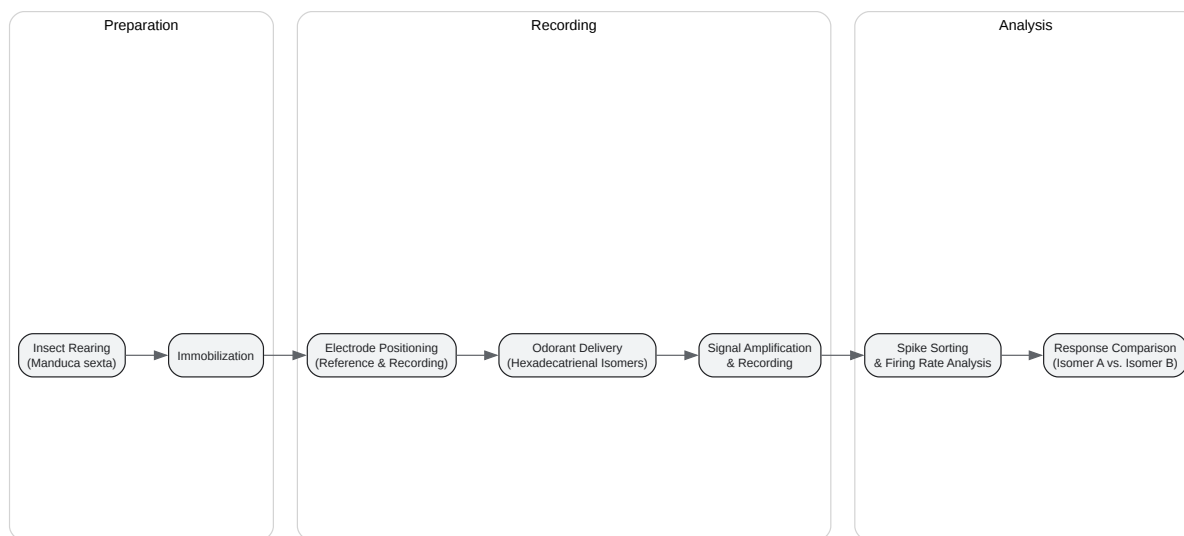 Preparation
Recording
Analysis
Insect Rearing
(Manduca sexta)
Immobilization
Electrode Positioning
(Reference & Recording)
Odorant Delivery
(Hexadecatrienal Isomers)
Signal Amplification
& Recording
Spike Sorting
& Firing Rate Analysis
Response Comparison
(Isomer A vs. Isomer B)